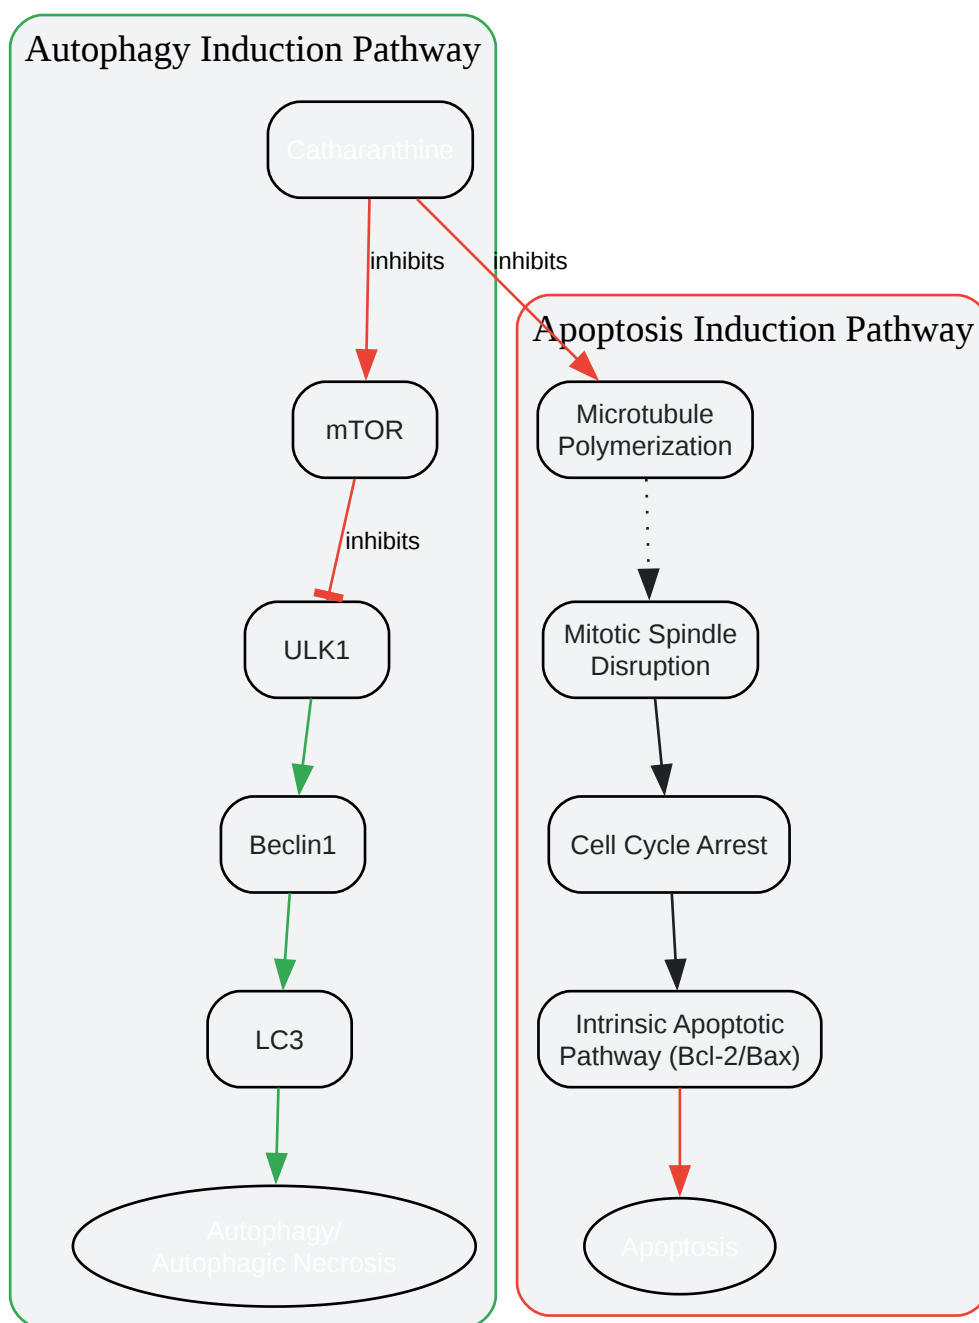 Autophagy Induction Pathway
Catharanthine
inhibits
inhibits
Apoptosis Induction Pathway
mTOR
Microtubule
Polymerization
inhibits
ULK1
Mitotic Spindle
Disruption
Beclin1
Cell Cycle Arrest
LC3
Intrinsic Apoptotic
Pathway (Bcl-2/Bax)
Autophagy/
Autophagic Necrosis
Apoptosis